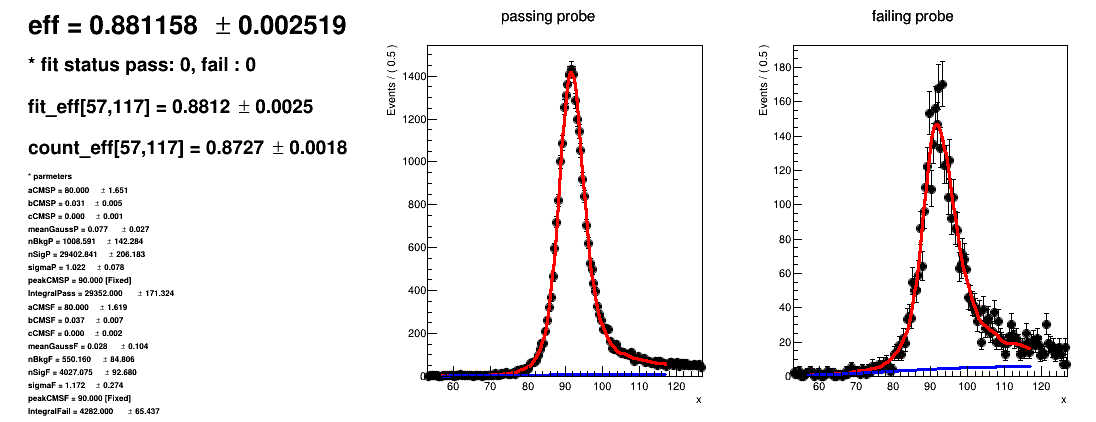 eff = 0.881158 ± 0.002519
* fit status pass: 0, fail : 0
fit_eff[57,117] = 0.8812 ± 0.0025
count_eff[57,117] = 0.8727 ± 0.0018
* parmeters
aCMSP = 80.000 ± 1.651
bCMSP = 0.031 ± 0.005
cCMSP = 0.000 ± 0.001
meanGaussP = 0.077 ± 0.027
nBkgP = 1008.591 ± 142.284
nSigP = 29402.841 ± 206.183
sigmaP = 1.022 ± 0.078
peakCMSP = 90.000 [Fixed]
IntegralPass = 29352.000 ± 171.324
aCMSF = 80.000 ± 1.619
bCMSF = 0.037 ± 0.007
cCMSF = 0.000 ± 0.002
meanGaussF = 0.028 ± 0.104
nBkgF = 550.160 ± 84.806
nSigF = 4027.075 ± 92.680
sigmaF = 1.172 ± 0.274
peakCMSF = 90.000 [Fixed]
IntegralFail = 4282.000 ± 65.437
passing probe
Events / ( 0.5 )
1400
1200
1000
800
600
400
200
0
60 70 80 90 100 110 120
x
failing probe
Events / ( 0.5 )
180
160
140
120
100
80
60
40
20
0
60 70 80 90 100 110 120
x